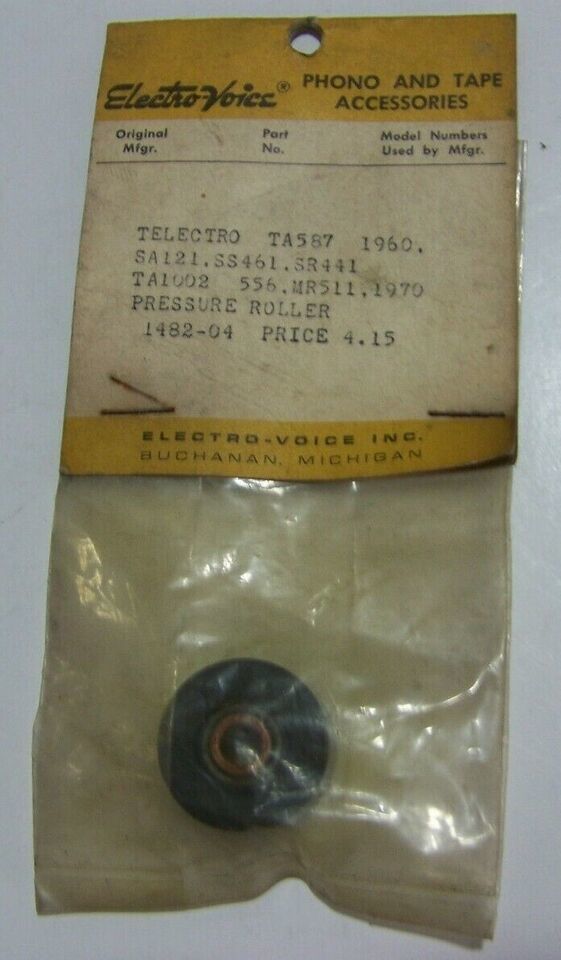 Electro-Voice® PHONO AND TAPE ACCESSORIES
Original Mfgr. Part No. Model Numbers Used by Mfgr.
TELECTRO TA587 1960.
SA121.SS461.SR441
TA1002 556.MR511.1970
PRESSURE ROLLER
1482-04 PRICE 4.15
ELECTRO-VOICE INC.
BUCHANAN, MICHIGAN